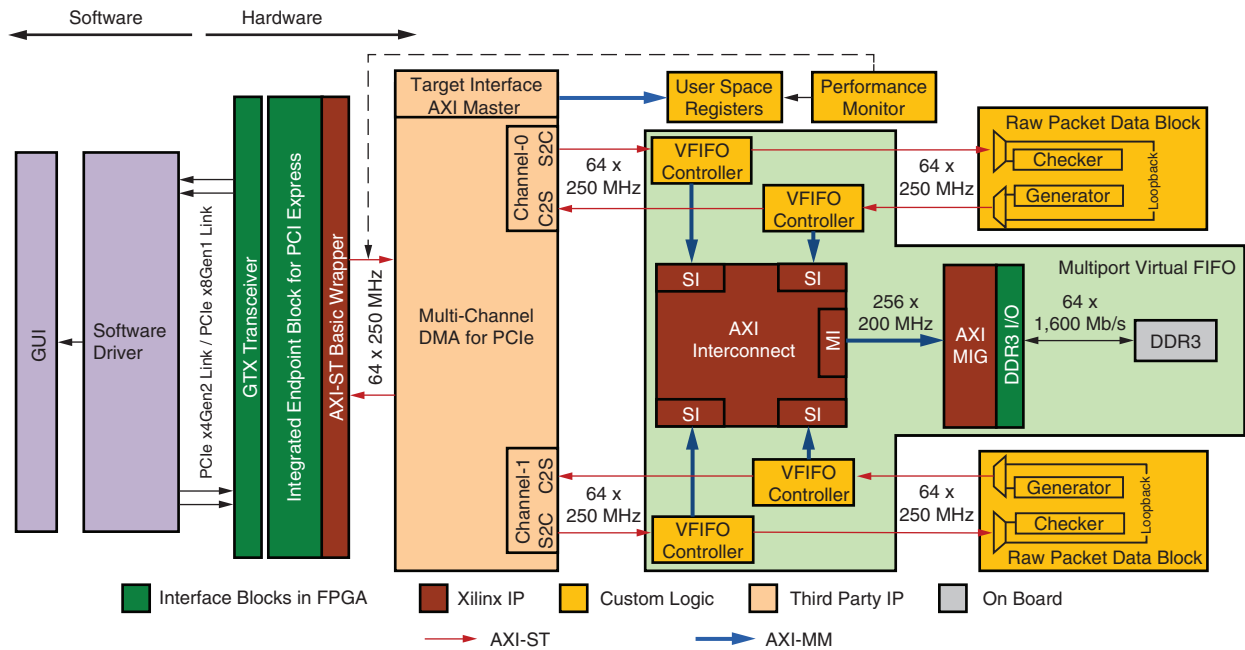 Software
Hardware
GUI
Software
Driver
PCIe x4Gen2 Link / PCIe x8Gen1 Link
GTX Transceiver
Integrated Endpoint Block for PCI Express
AXI-ST Basic Wrapper
64 x 250 MHz
Target Interface
AXI Master
Multi-Channel
DMA for PCIe
Channel-0
S2C
C2S
Channel-1
C2S
S2C
64 x
250 MHz
64 x
250 MHz
User Space
Registers
Performance
Monitor
VFIFO
Controller
VFIFO
Controller
SI
SI
AXI
Interconnect
MI
SI
SI
VFIFO
Controller
VFIFO
Controller
256 x
200 MHz
AXI
MIG
DDR3 I/O
64 x
1,600 Mb/s
DDR3
Multiport Virtual FIFO
64 x
250 MHz
Raw Packet Data Block
Checker
Generator
Loopback
64 x
250 MHz
Generator
Checker
Loopback
Raw Packet Data Block
Interface Blocks in FPGA
Xilinx IP
Custom Logic
Third Party IP
On Board
AXI-ST
AXI-MM